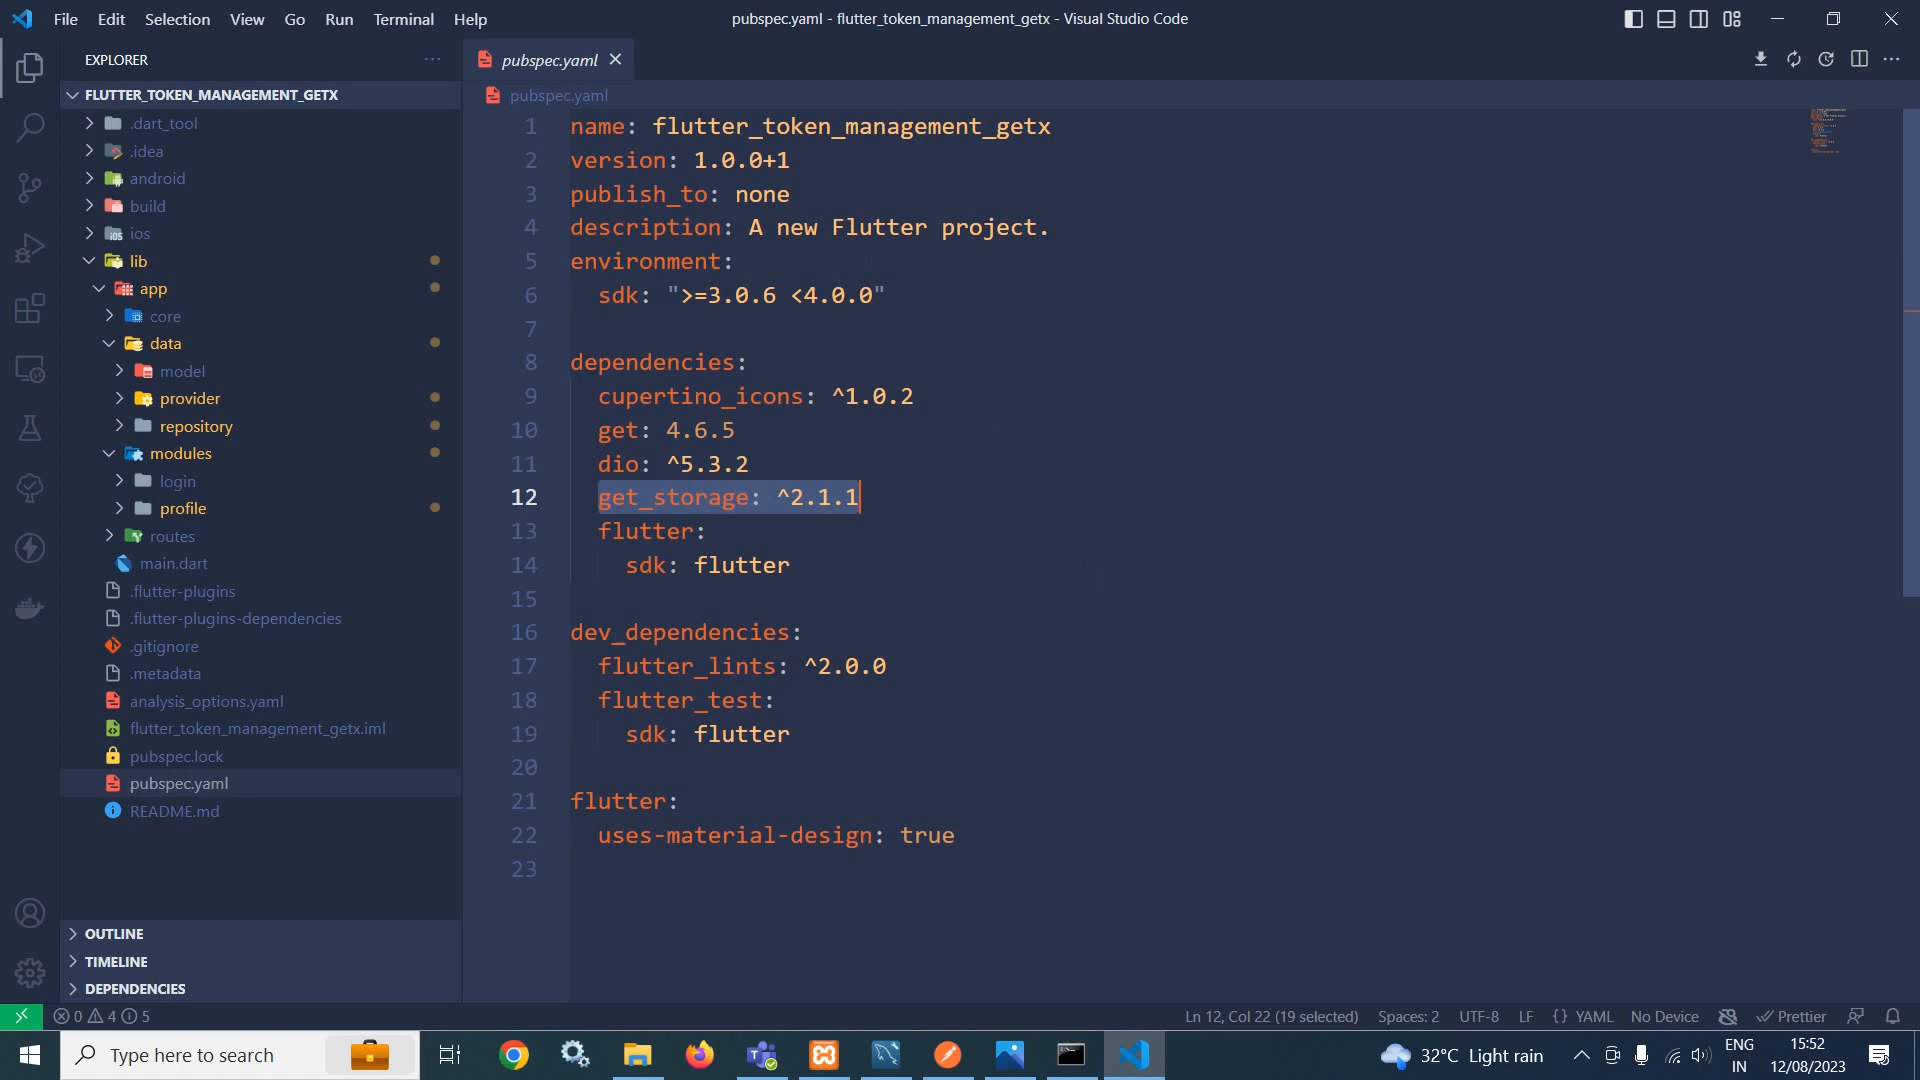 File Edit Selection View Go Run Terminal Help
pubspec.yaml - flutter_token_management_getx - Visual Studio Code
EXPLORER
FLUTTER_TOKEN_MANAGEMENT_GETX
.dart_tool
.idea
android
build
ios
lib
app
core
data
model
provider
repository
modules
login
profile
routes
main.dart
.flutter-plugins
.flutter-plugins-dependencies
.gitignore
.metadata
analysis_options.yaml
flutter_token_management_getx.iml
pubspec.lock
pubspec.yaml
README.md
OUTLINE
TIMELINE
DEPENDENCIES
pubspec.yaml
pubspec.yaml
1 name: flutter_token_management_getx
2 version: 1.0.0+1
3 publish_to: none
4 description: A new Flutter project.
5 environment:
6 sdk: ">=3.0.6 <4.0.0"
7
8 dependencies:
9 cupertino_icons: ^1.0.2
10 get: 4.6.5
11 dio: ^5.3.2
12 get_storage: ^2.1.1
13 flutter:
14 sdk: flutter
15
16 dev_dependencies:
17 flutter_lints: ^2.0.0
18 flutter_test:
19 sdk: flutter
20
21 flutter:
22 uses-material-design: true
23
0 4 5
Ln 12, Col 22 (19 selected) Spaces: 2 UTF-8 LF {} YAML No Device Prettier
Type here to search
32°C Light rain
ENG
IN
15:52
12/08/2023